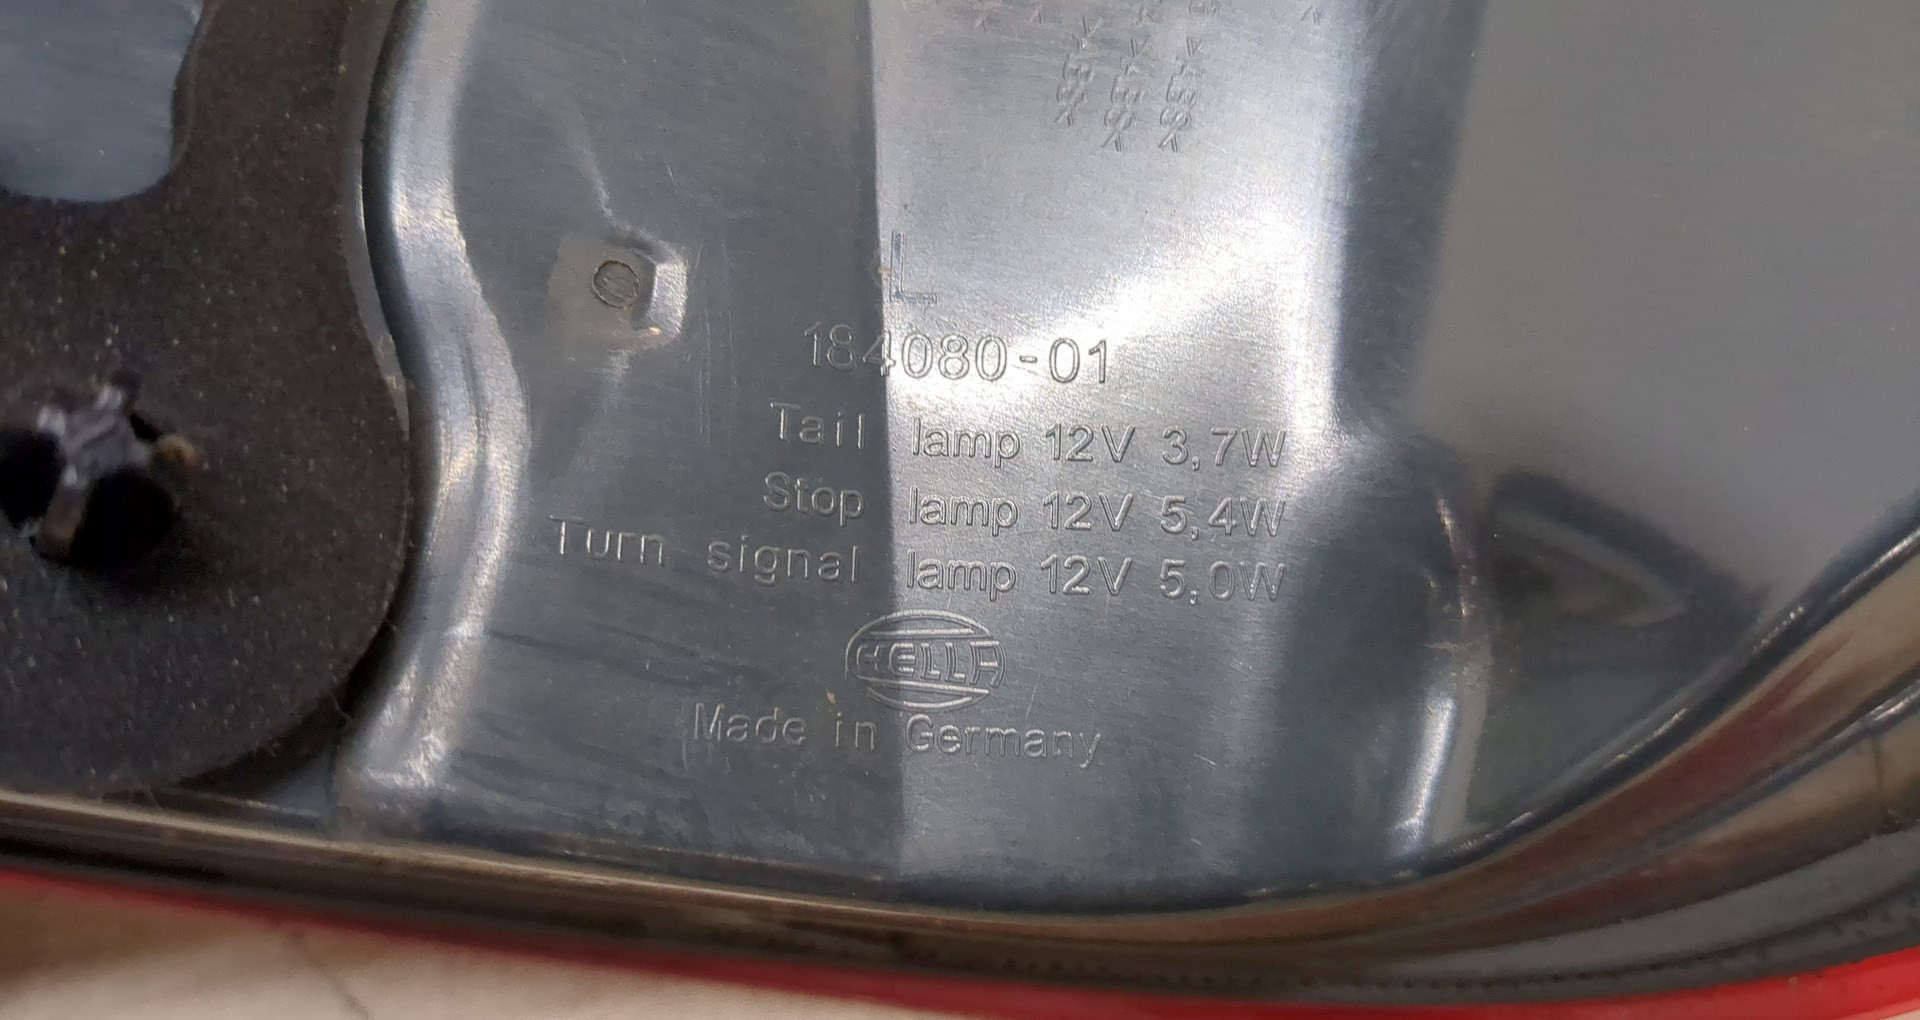 L
184080-01
Tail lamp 12V 3,7W
Stop lamp 12V 5,4W
Turn signal lamp 12V 5,0W
HELLA
Made in Germany